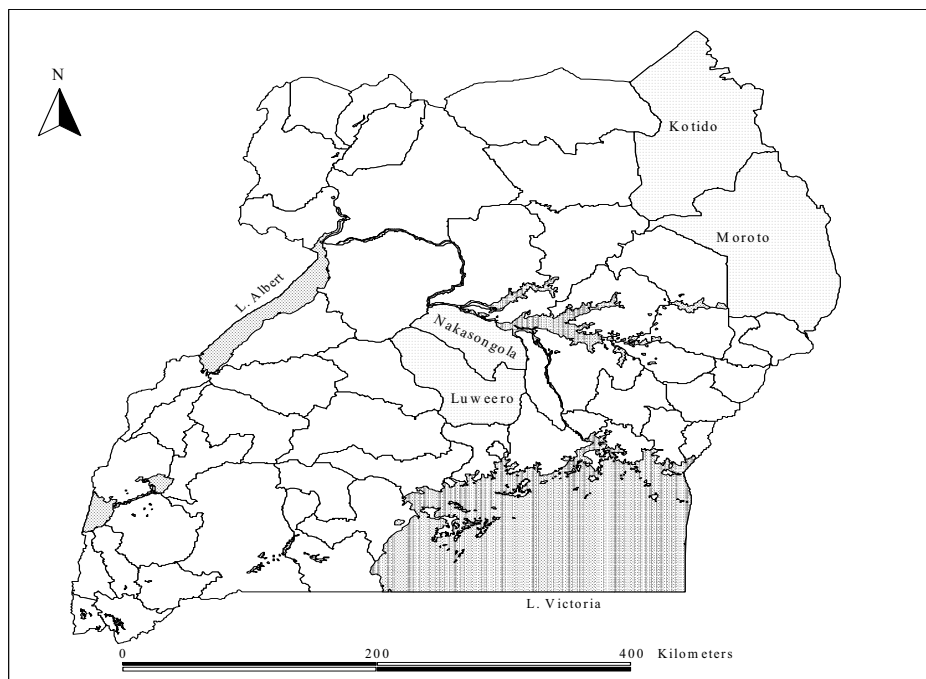 N
Kotido
Moroto
L. Albert
Nakasongola
Luweero
L. Victoria
0 200 400 Kilometers